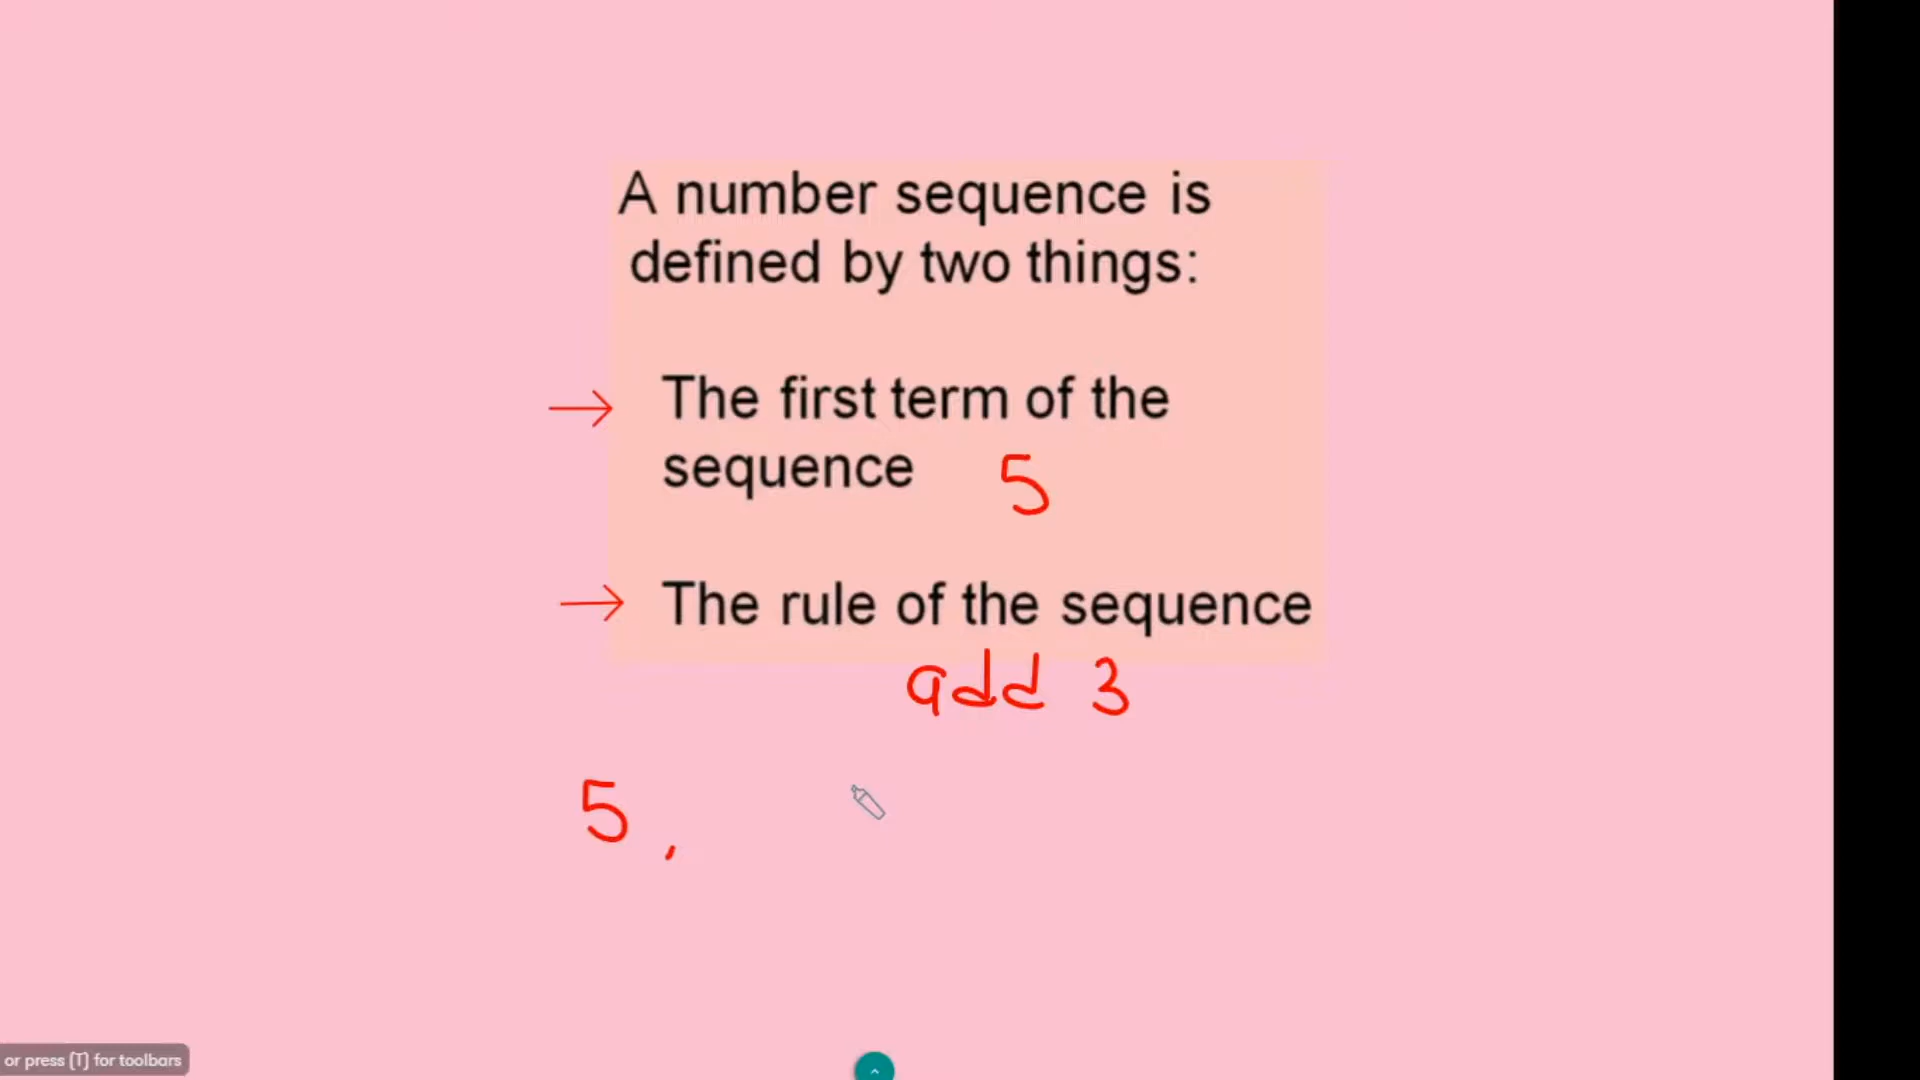 A number sequence is
defined by two things:
→ The first term of the
sequence 5
→ The rule of the sequence
add 3
5 ,
or press (T) for toolbars